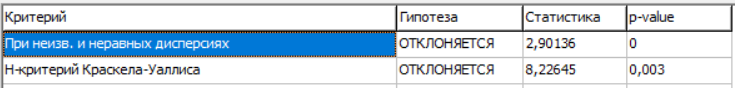 Критерий Гипотеза Статистика p-value
При неизв. и неравных дисперсиях ОТКЛОНЯЕТСЯ 2,90136 0
Н-критерий Краскела-Уаллиса ОТКЛОНЯЕТСЯ 8,22645 0,003